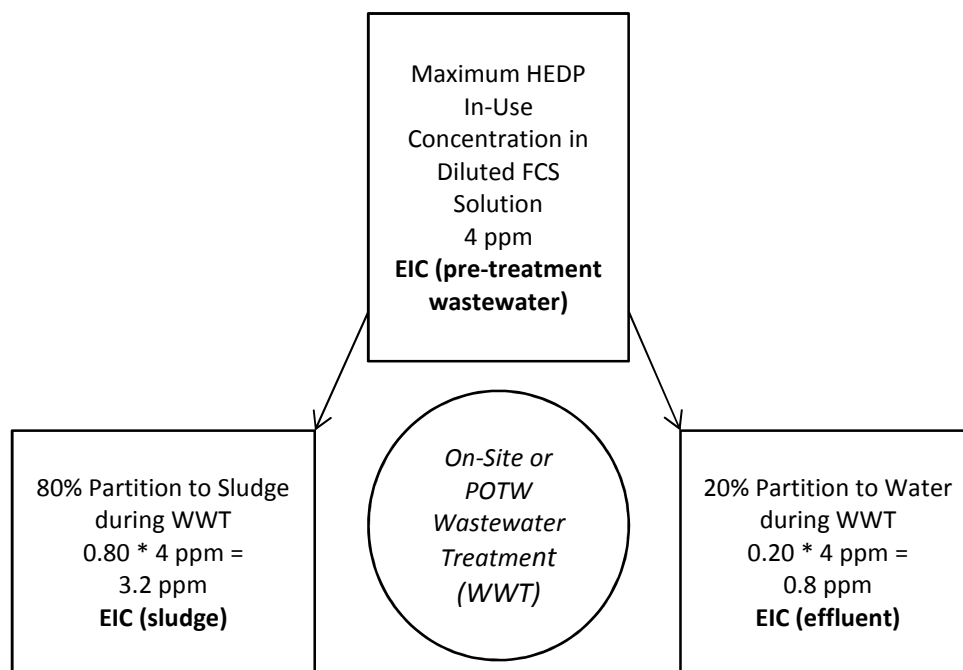 Maximum HEDP
In-Use
Concentration in
Diluted FCS
Solution
4 ppm
EIC (pre-treatment
wastewater)
80% Partition to Sludge
during WWT
0.80 * 4 ppm =
3.2 ppm
EIC (sludge)
On-Site or
POTW
Wastewater
Treatment
(WWT)
20% Partition to Water
during WWT
0.20 * 4 ppm =
0.8 ppm
EIC (effluent)